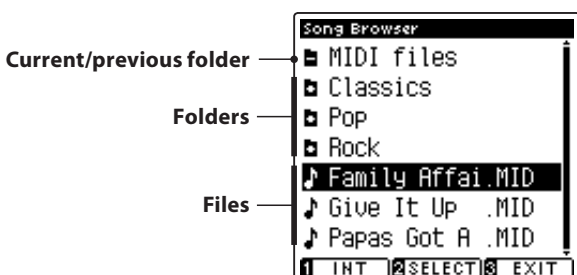 Song Browser
Current/previous folder
MIDI files
Classics
Folders
Pop
Rock
Family Affai.MID
Files
Give It Up .MID
Papas Got A .MID
1 INT 2 SELECT 3 EXIT